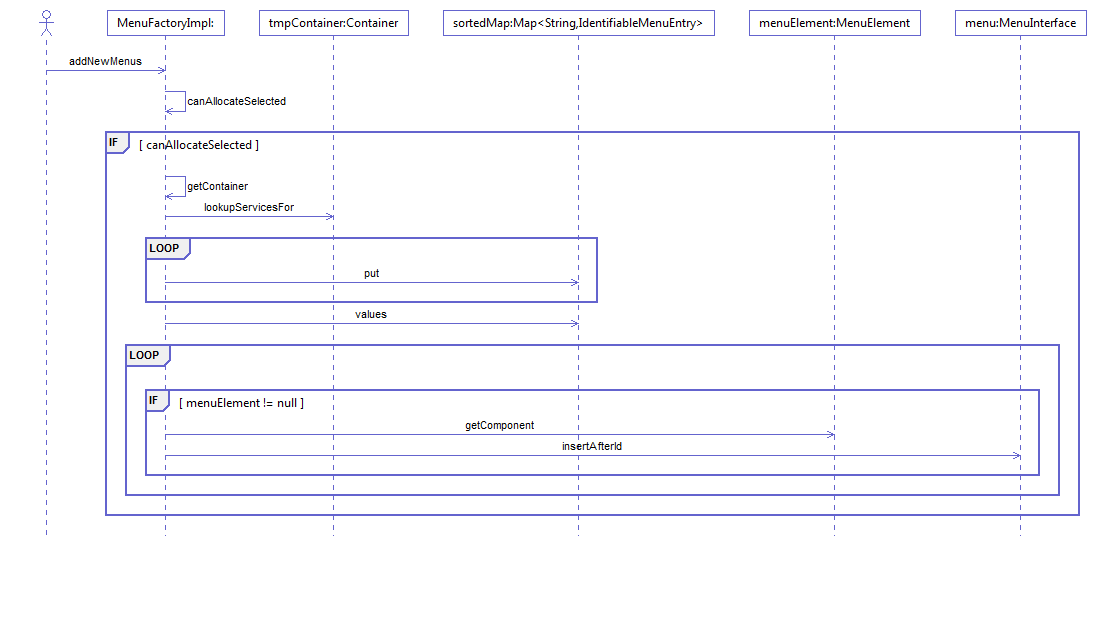 MenuFactoryImpl:
tmpContainer:Container
sortedMap:Map<String,IdentifiableMenuEntry>
menuElement:MenuElement
menu:MenuInterface
addNewMenus
canAllocateSelected
IF
[ canAllocateSelected ]
getContainer
lookupServicesFor
LOOP
put
values
LOOP
IF
[ menuElement != null ]
getComponent
insertAfterId